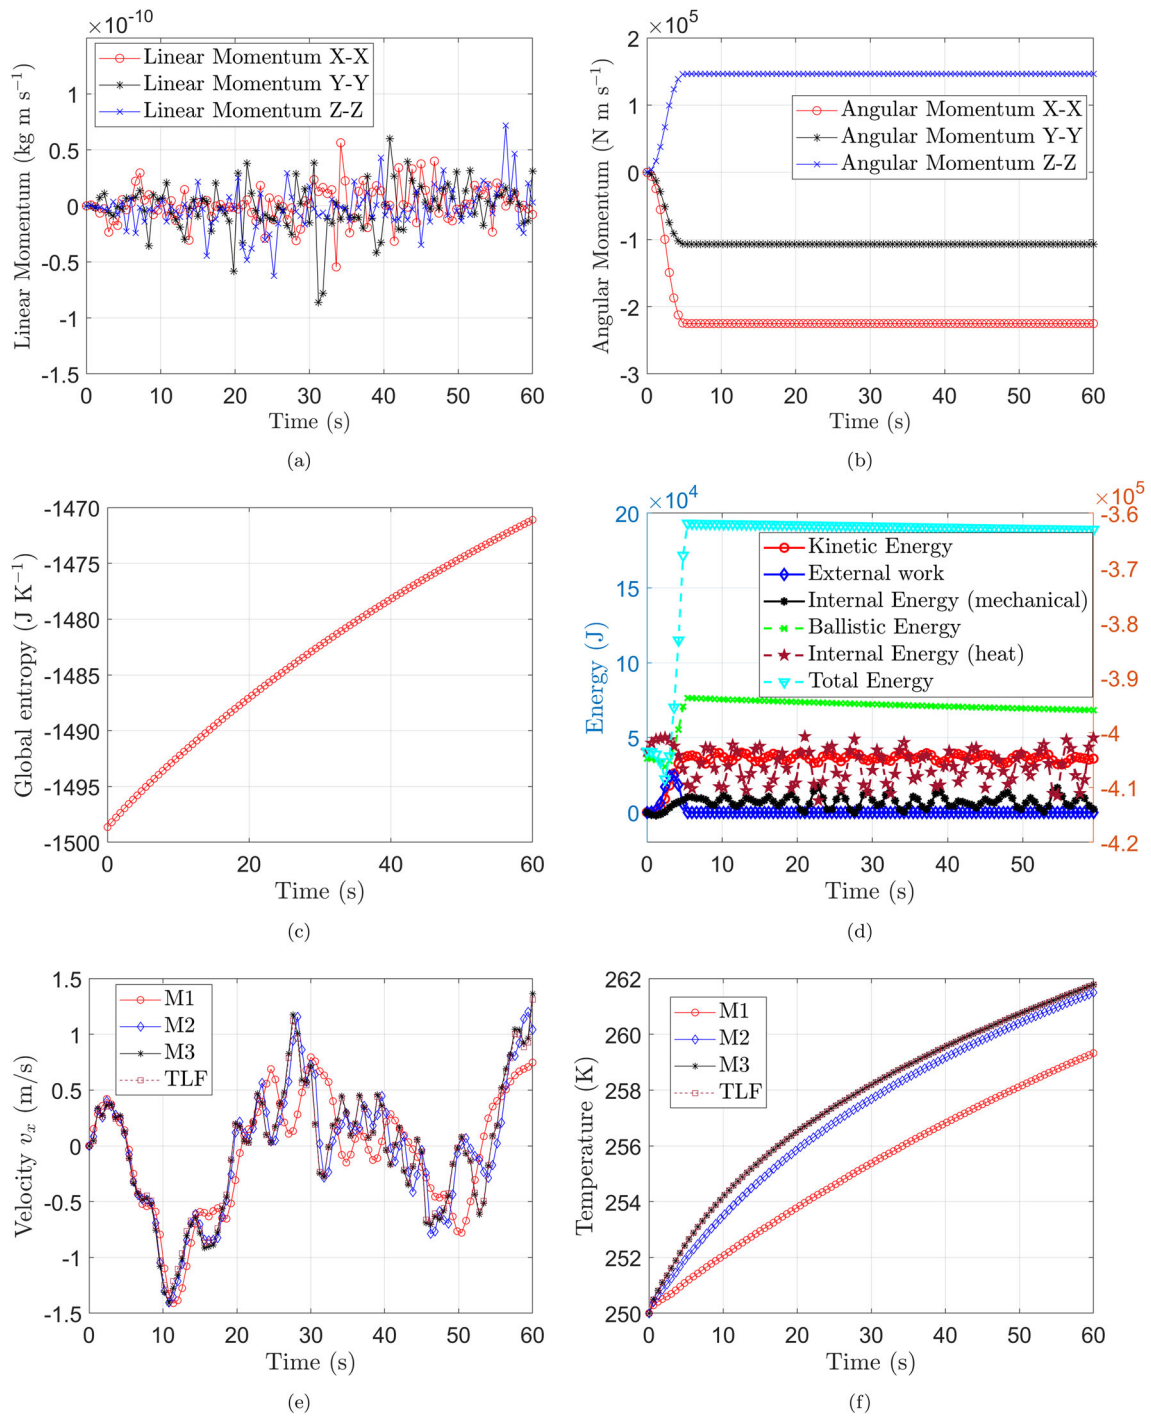 ×10⁻¹⁰
Linear Momentum X-X
Linear Momentum Y-Y
Linear Momentum Z-Z
1
0.5
0
-0.5
-1
-1.5
Linear Momentum (kg m s⁻¹)
0 10 20 30 40 50 60
Time (s)
(a)
×10⁵
2
1
0
-1
-2
-3
Angular Momentum (N m s⁻¹)
Angular Momentum X-X
Angular Momentum Y-Y
Angular Momentum Z-Z
0 10 20 30 40 50 60
Time (s)
(b)
-1470
-1475
-1480
-1485
-1490
-1495
-1500
Global entropy (J K⁻¹)
0 20 40 60
Time (s)
(c)
×10⁴
20
15
10
5
0
Energy (J)
Kinetic Energy
External work
Internal Energy (mechanical)
Ballistic Energy
Internal Energy (heat)
Total Energy
×10⁵
-3.6
-3.7
-3.8
-3.9
-4
-4.1
-4.2
0 10 20 30 40 50
Time (s)
(d)
1.5
1
0.5
0
-0.5
-1
-1.5
Velocity vₓ (m/s)
M1
M2
M3
TLF
0 10 20 30 40 50 60
Time (s)
(e)
262
260
258
256
254
252
250
Temperature (K)
M1
M2
M3
TLF
0 10 20 30 40 50 60
Time (s)
(f)